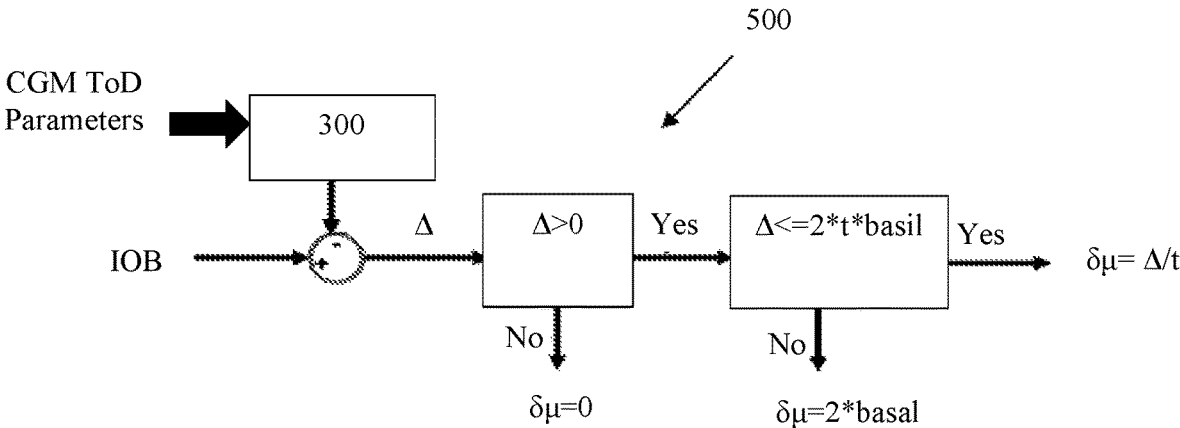 500
CGM ToD
Parameters
300
-
Δ
Δ>0
Yes
Δ<=2*t*basil
Yes
IOB
+
δμ= Δ/t
No
No
δμ=0
δμ=2*basal